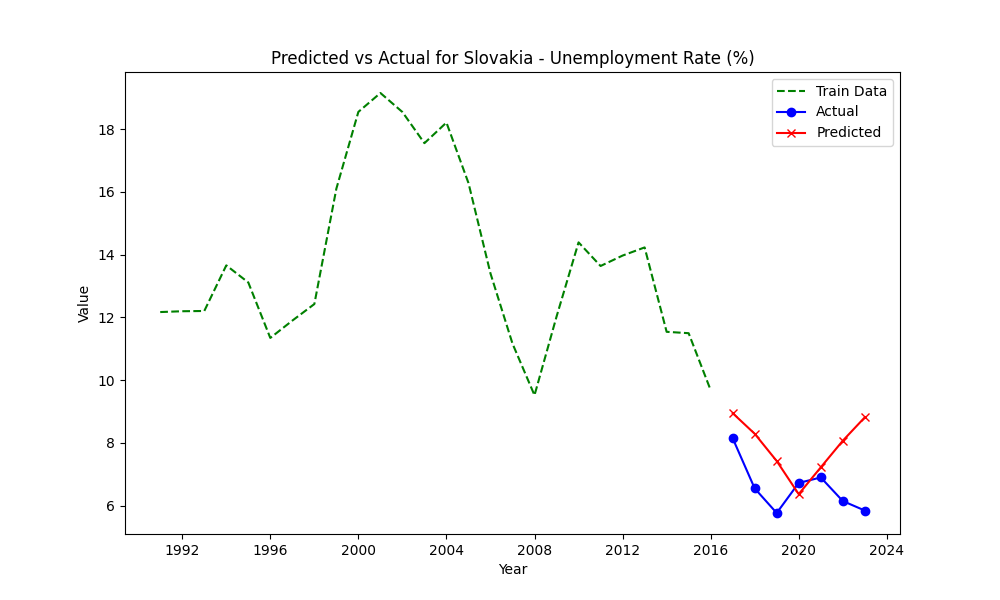 Predicted vs Actual for Slovakia - Unemployment Rate (%)
Train Data
Actual
Predicted
Value
18
16
14
12
10
8
6
1992 1996 2000 2004 2008 2012 2016 2020 2024
Year